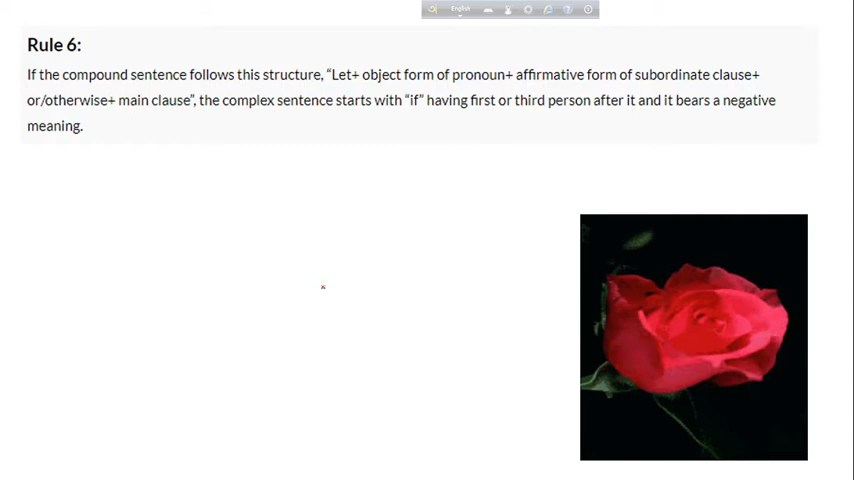 English
Rule 6:
If the compound sentence follows this structure, “Let+ object form of pronoun+ affirmative form of subordinate clause+
or/otherwise+ main clause”, the complex sentence starts with “if” having first or third person after it and it bears a negative
meaning.